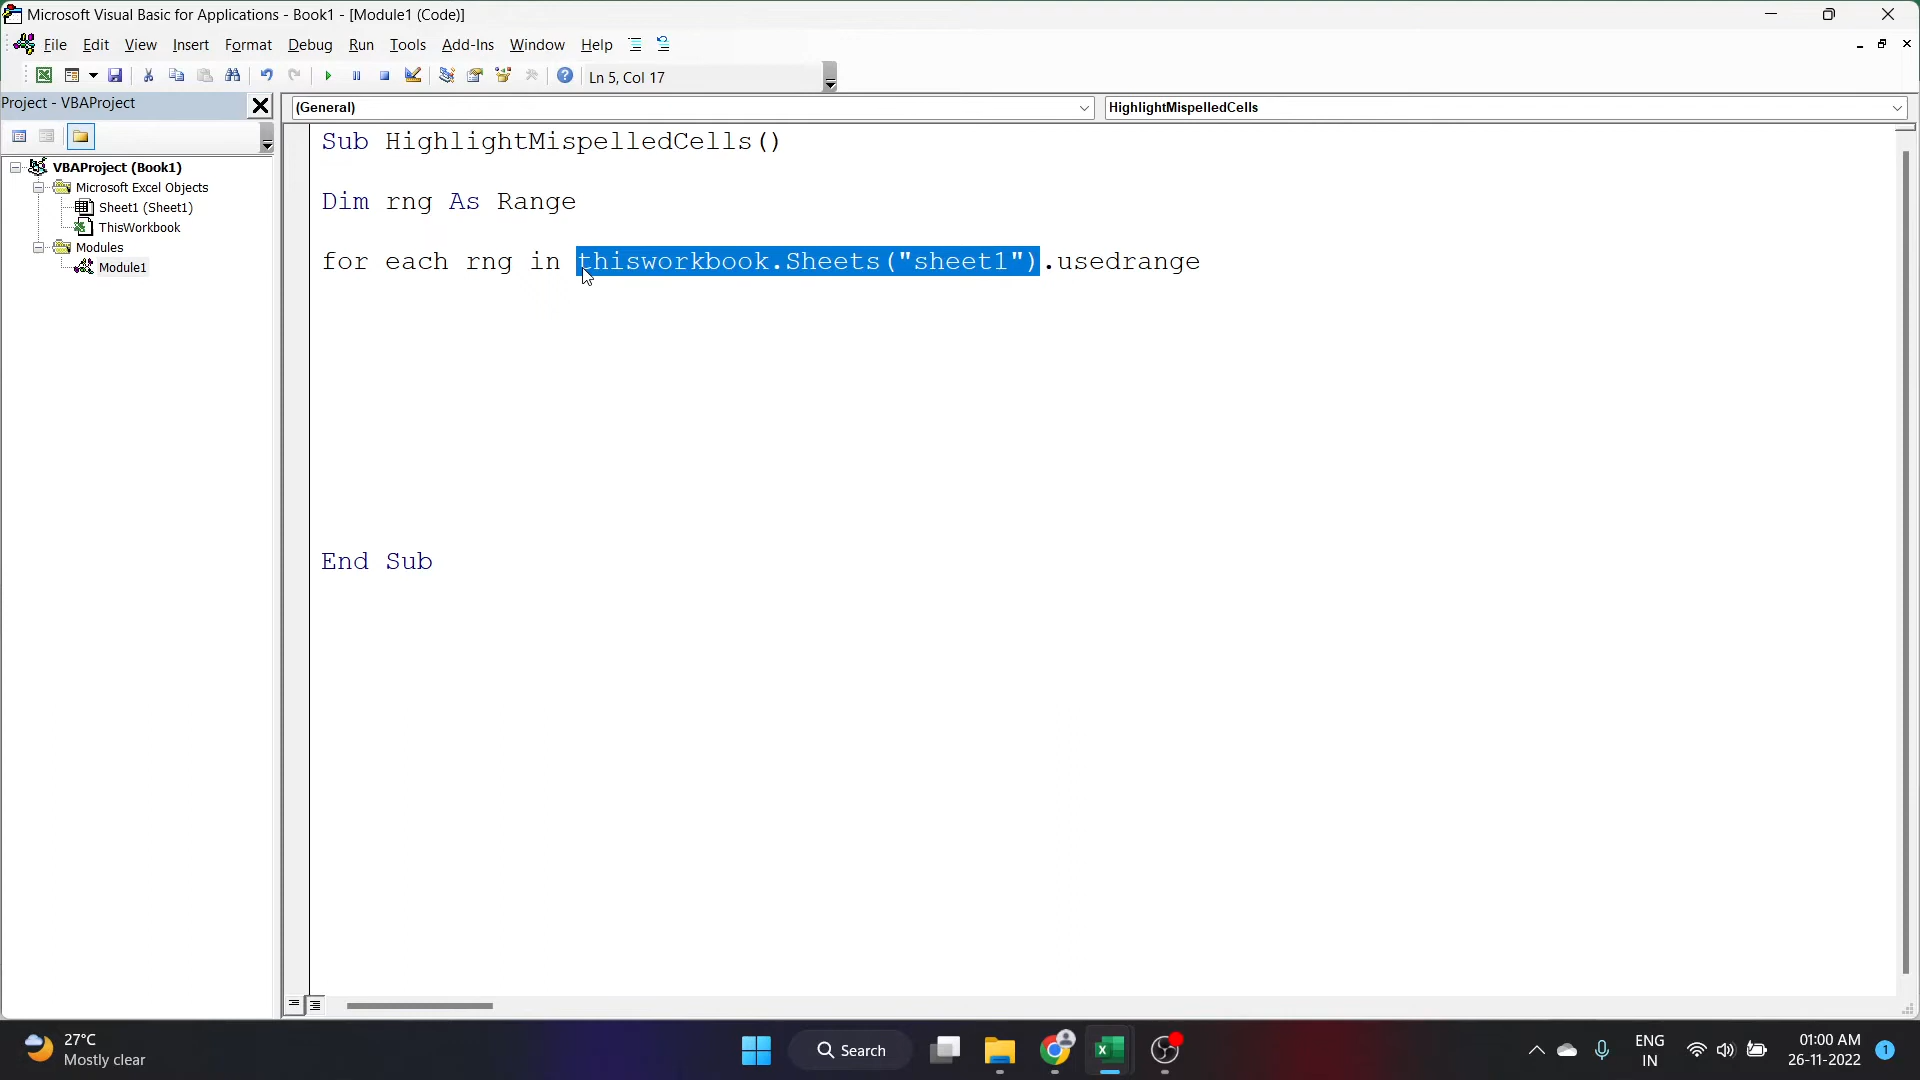 Microsoft Visual Basic for Applications - Book1 - [Module1 (Code)]
File Edit View Insert Format Debug Run Tools Add-Ins Window Help
Ln 5, Col 17
Project - VBAProject
(General)
HighlightMispelledCells
VBAProject (Book1)
Microsoft Excel Objects
Sheet1 (Sheet1)
ThisWorkbook
Modules
Module1
Sub HighlightMispelledCells()
Dim rng As Range
for each rng in thisworkbook.Sheets("sheet1").usedrange
End Sub
27°C
Mostly clear
Search
ENG
IN
01:00 AM
26-11-2022
1